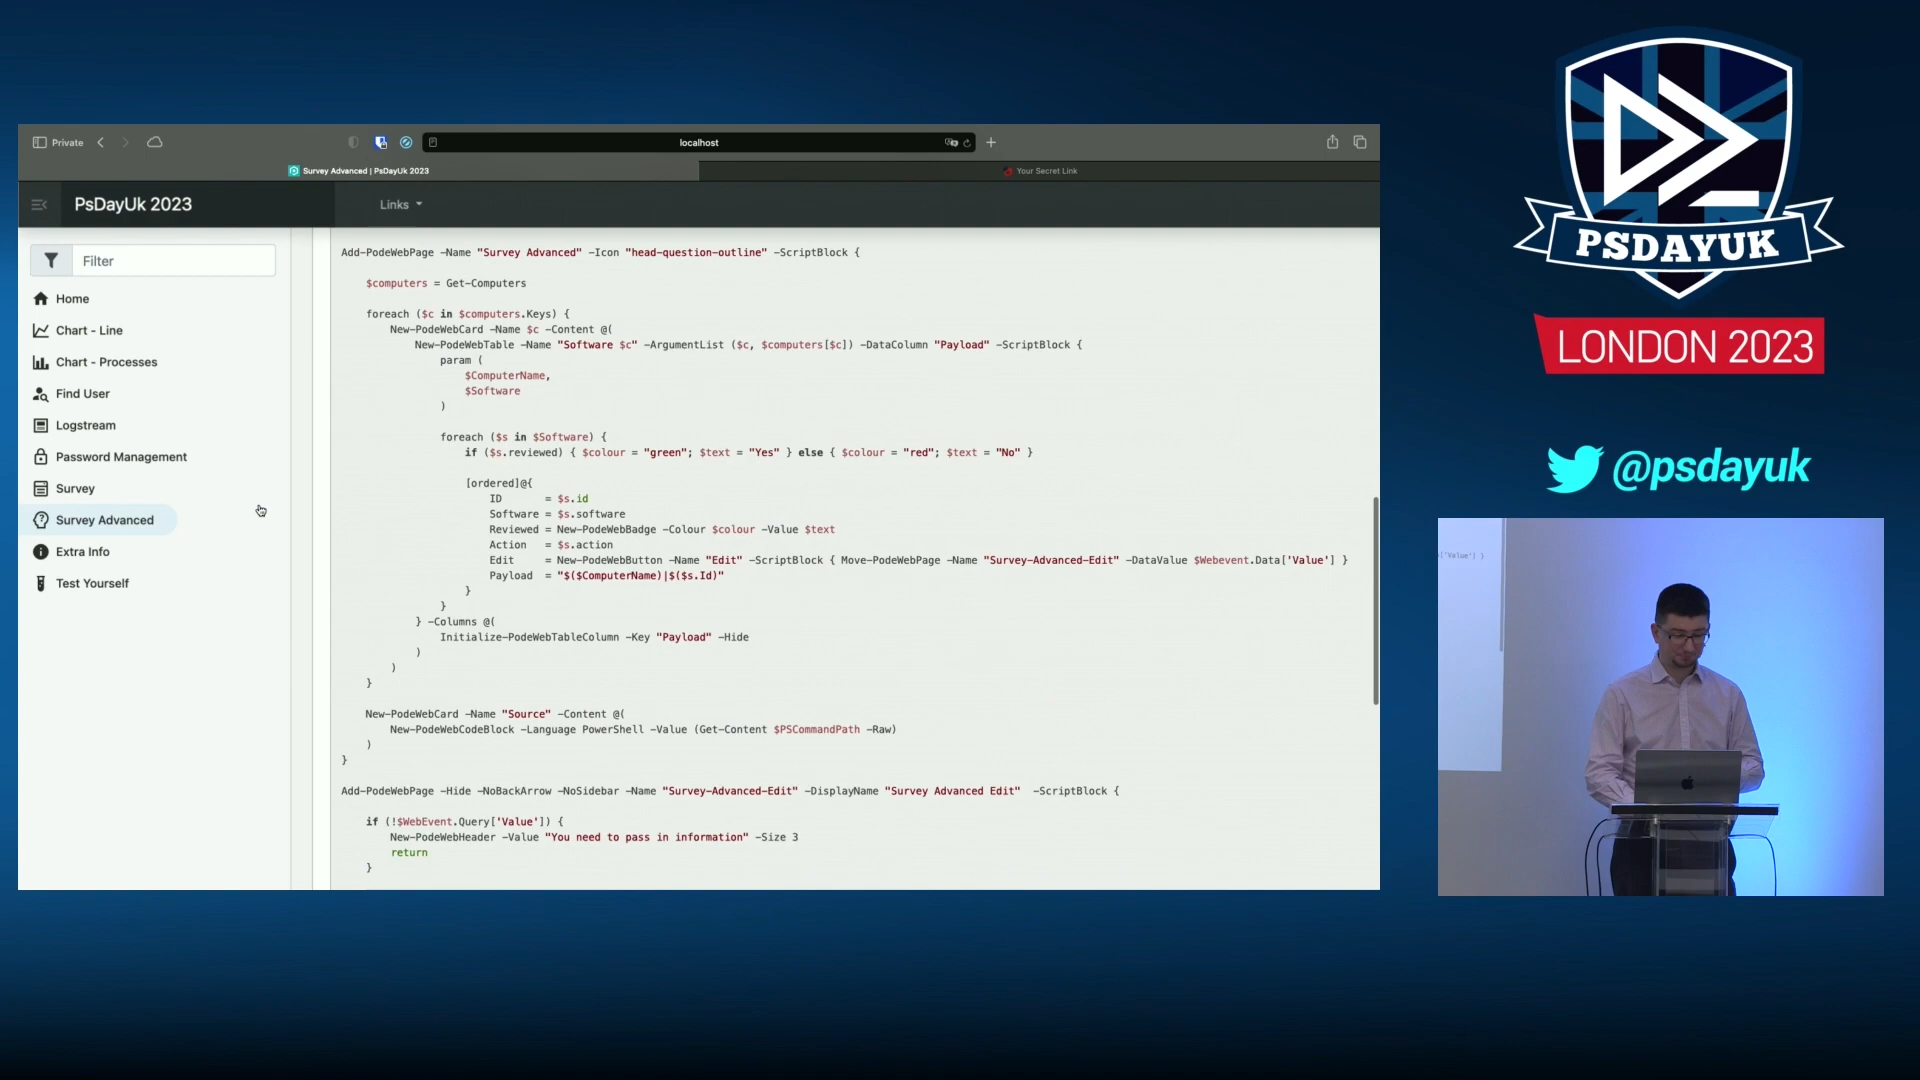 Private
localhost
Survey Advanced | PsDayUk 2023
Your Secret Link
PsDayUk 2023
Links
Filter
Home
Chart - Line
Chart - Processes
Find User
Logstream
Password Management
Survey
Survey Advanced
Extra Info
Test Yourself
Add-PodeWebPage -Name "Survey Advanced" -Icon "head-question-outline" -ScriptBlock {
$computers = Get-Computers
foreach ($c in $computers.Keys) {
New-PodeWebCard -Name $c -Content @(
New-PodeWebTable -Name "Software $c" -ArgumentList ($c, $computers[$c]) -DataColumn "Payload" -ScriptBlock {
param (
$ComputerName,
$Software
)
foreach ($s in $Software) {
if ($s.reviewed) { $colour = "green"; $text = "Yes" } else { $colour = "red"; $text = "No" }
[ordered]@{
ID = $s.id
Software = $s.software
Reviewed = New-PodeWebBadge -Colour $colour -Value $text
Action = $s.action
Edit = New-PodeWebButton -Name "Edit" -ScriptBlock { Move-PodeWebPage -Name "Survey-Advanced-Edit" -DataValue $Webevent.Data['Value'] }
Payload = "$($ComputerName)|$($s.Id)"
}
}
} -Columns @(
Initialize-PodeWebTableColumn -Key "Payload" -Hide
)
)
}
New-PodeWebCard -Name "Source" -Content @(
New-PodeWebCodeBlock -Language PowerShell -Value (Get-Content $PSCommandPath -Raw)
)
}
Add-PodeWebPage -Hide -NoBackArrow -NoSidebar -Name "Survey-Advanced-Edit" -DisplayName "Survey Advanced Edit" -ScriptBlock {
if (!$WebEvent.Query['Value']) {
New-PodeWebHeader -Value "You need to pass in information" -Size 3
return
}
PSDAYUK
LONDON 2023
@psdayuk
'Value'] }